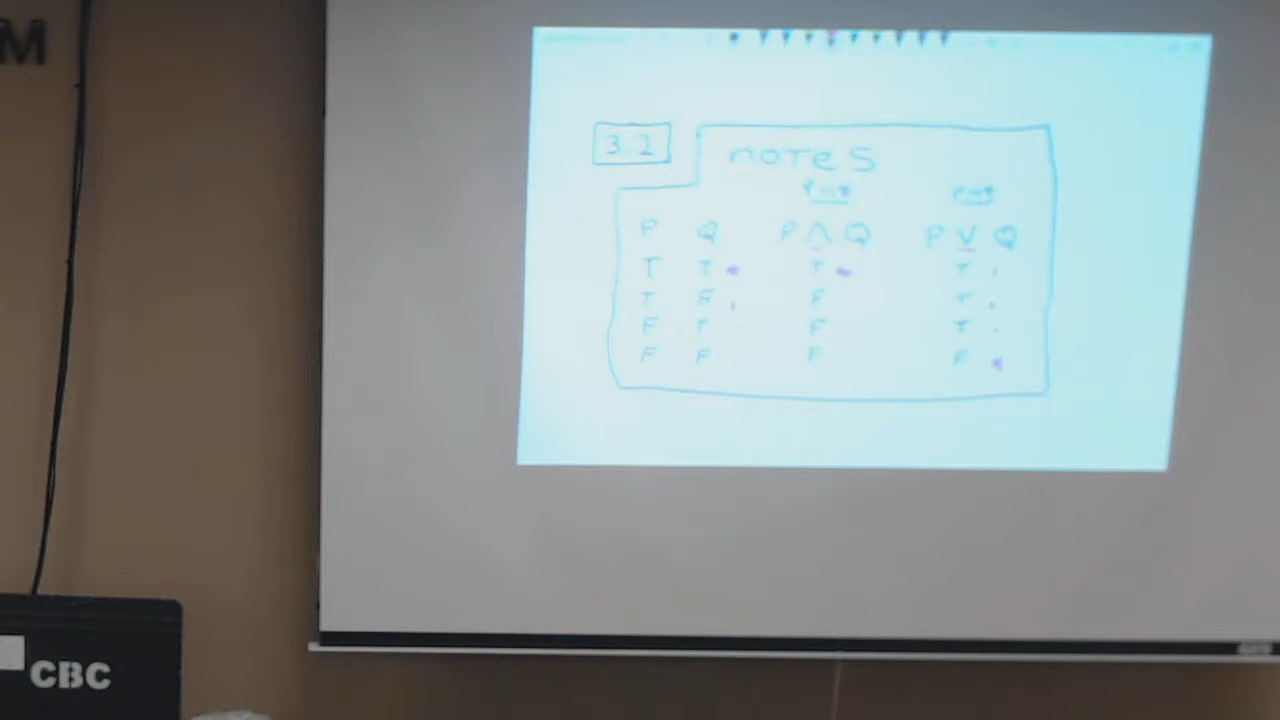 M
3.2
notes
P Q P ∧ Q P ∨ Q
T T T T
T F F T
F T F T
F F F F
CBC